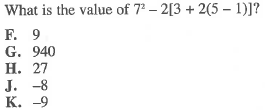 What is the value of 7² – 2[3 + 2(5 – 1)]?
F. 9
G. 940
H. 27
J. –8
K. –9